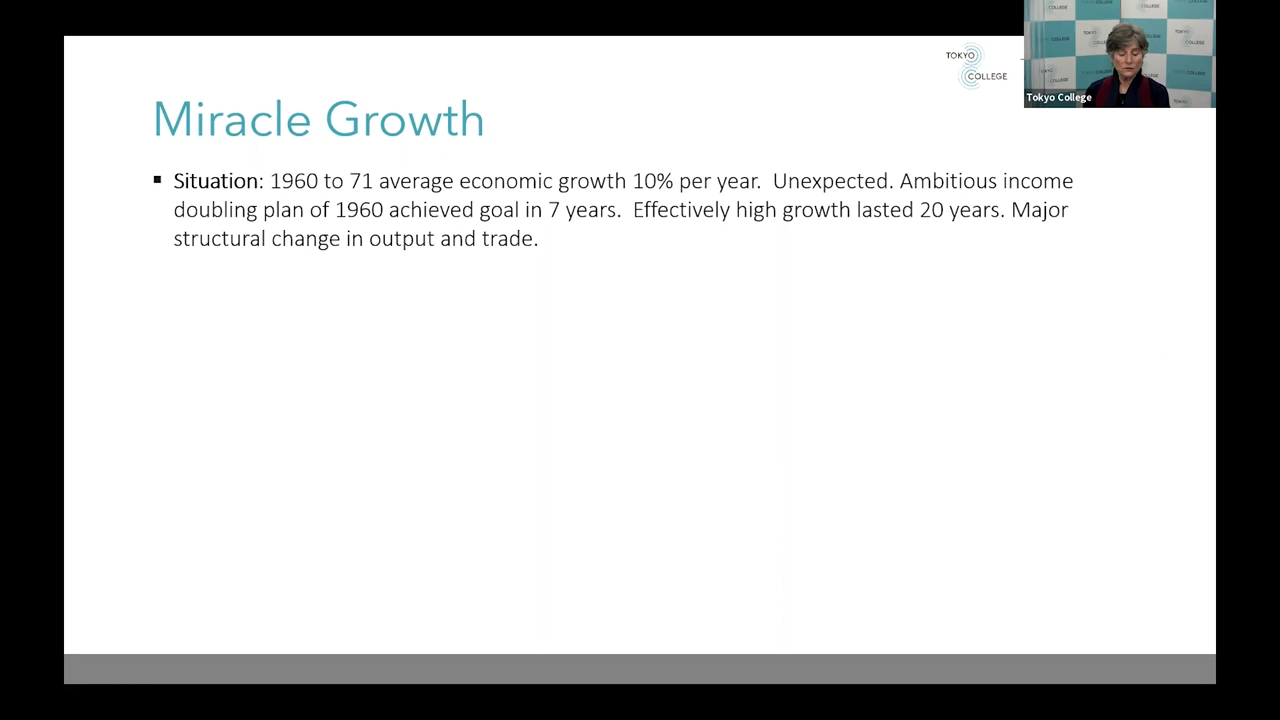 TOKYO
COLLEGE
Tokyo College
Miracle Growth
▪ Situation: 1960 to 71 average economic growth 10% per year.  Unexpected. Ambitious income
doubling plan of 1960 achieved goal in 7 years.  Effectively high growth lasted 20 years. Major
structural change in output and trade.